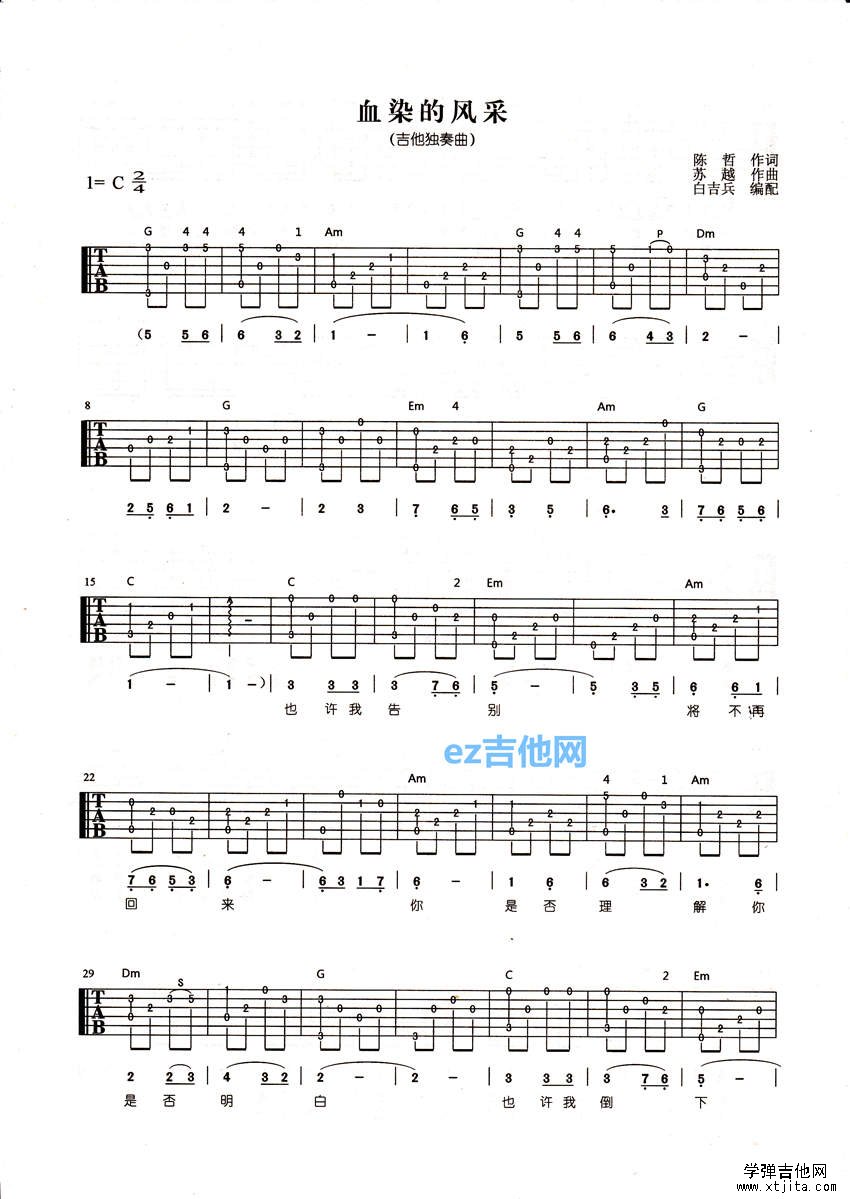 血染的风采
(吉他独奏曲)
陈 哲 作词
苏 越 作曲
白吉兵 编配
1= C 2/4
G 4 4 4 1 Am G 4 4 P Dm
T A B
(5 5 5 6 | 6 3 2 | 1 – | 1 6 | 5 5 6 | 6 4 3 | 2 – |
8 G Em 4 Am G
T A B
2 5 6 1 | 2 – | 2 3 | 7 6 5 | 3 5 | 6· 3 | 7 6 5 6 |
15 C C 2 Em Am
T A B
1 – | 1 –) | 3 3 3 | 3 7 6 | 5 – | 5 3 5 | 6 6 1
也 许 我 告 别 将 不 再
ez吉他网
22 Am 4 1 Am
T A B
7 6 5 3 | 6 – | 6 3 1 7 | 6 – | 1 6 | 6 3 2 | 1· 6
回 来 你 是 否 理 解 你
29 Dm S G C 2 Em
T A B
2 2 3 | 4 3 2 | 2 – | 2 – | 3 3 3 | 3 7 6 | 5 –
是 否 明 白 也 许 我 倒 下
学弹吉他网
www.xtjita.com